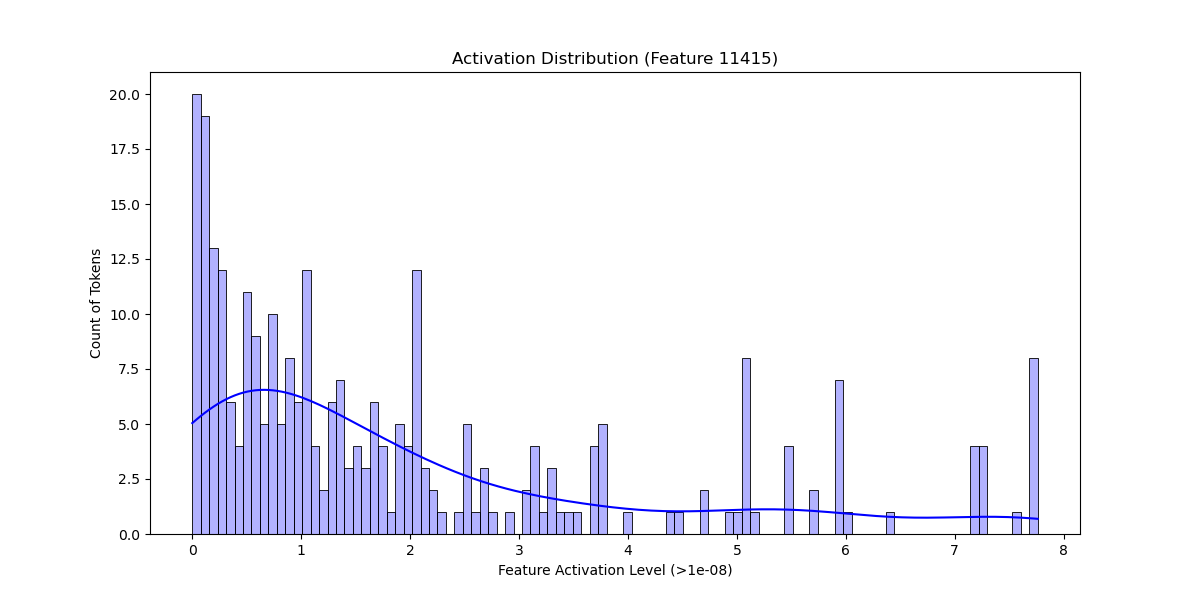 Activation Distribution (Feature 11415)
20.0
17.5
15.0
12.5
10.0
7.5
5.0
2.5
0.0
Count of Tokens
0 1 2 3 4 5 6 7 8
Feature Activation Level (>1e-08)